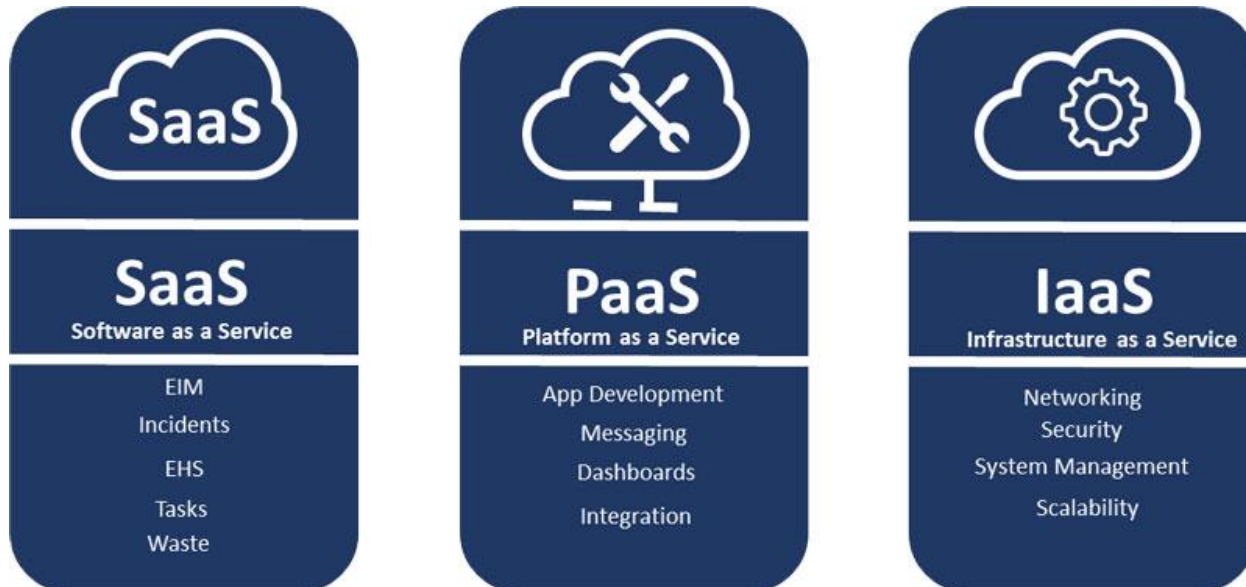 SaaS
SaaS
Software as a Service
EIM
Incidents
EHS
Tasks
Waste
PaaS
Platform as a Service
App Development
Messaging
Dashboards
Integration
IaaS
Infrastructure as a Service
Networking
Security
System Management
Scalability